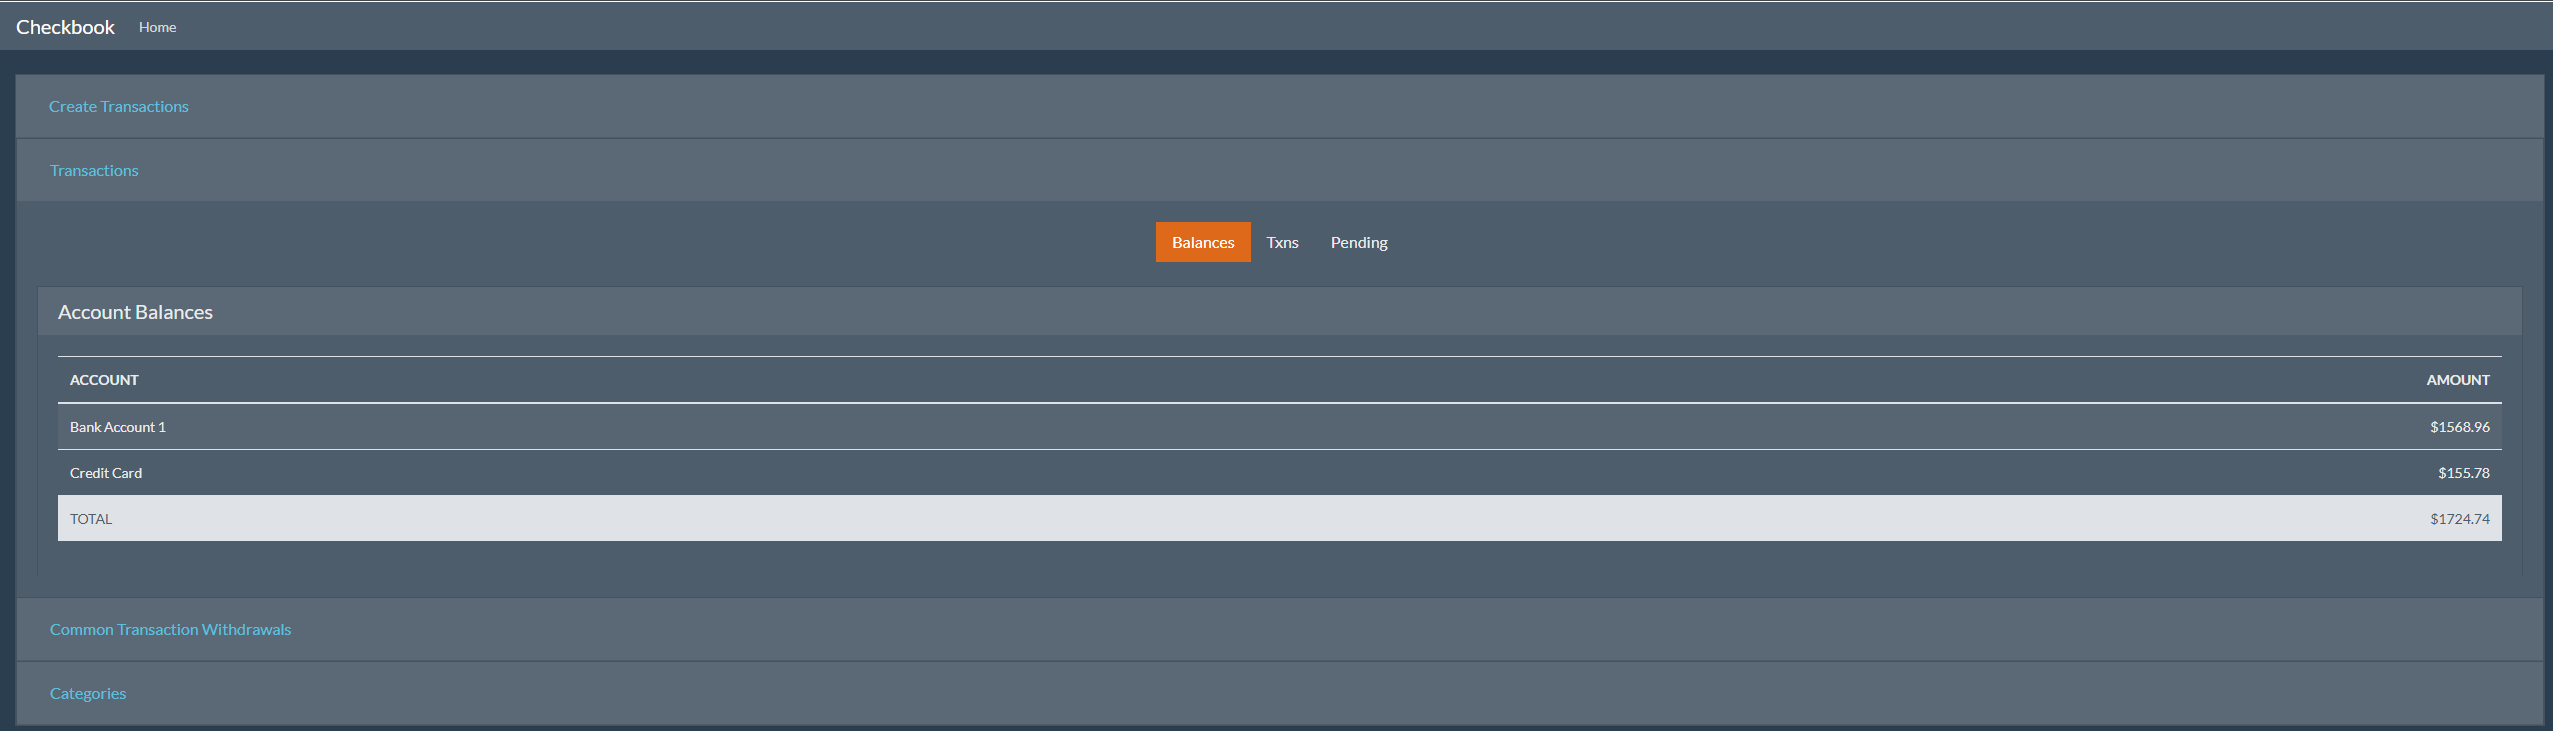 Checkbook Home
Create Transactions
Transactions
Balances Txns Pending
Account Balances
ACCOUNT AMOUNT
Bank Account 1 $1568.96
Credit Card $155.78
TOTAL $1724.74
Common Transaction Withdrawals
Categories